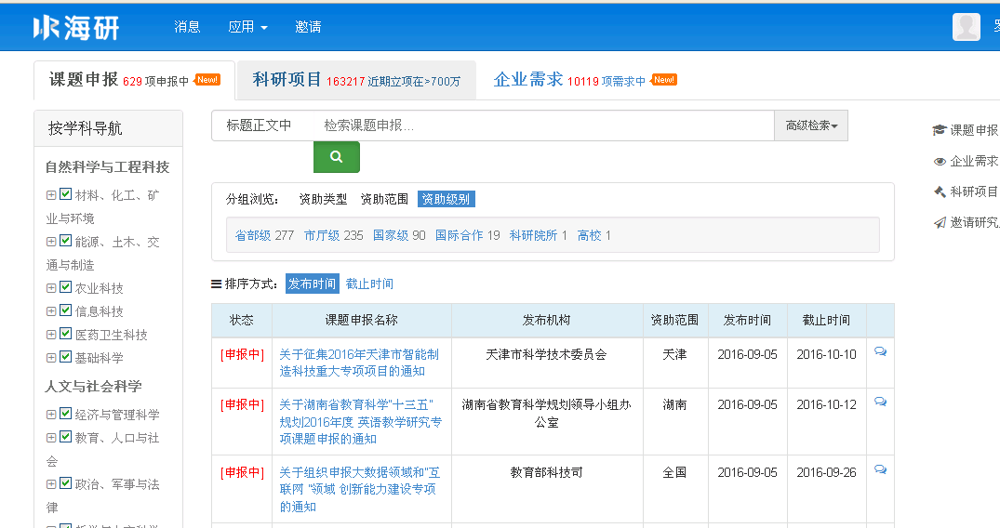 海研
消息 应用 邀请
课题申报 629 项申报中 New!
科研项目 163217 近期立项在>700万
企业需求 10119 项需求中 New!
按学科导航
自然科学与工程科技
材料、化工、矿
业与环境
能源、土木、交
通与制造
农业科技
信息科技
医药卫生科技
基础科学
人文与社会科学
经济与管理科学
教育、人口与社
会
政治、军事与法
律
标题正文中 检索课题申报... 高级检索
分组浏览: 资助类型 资助范围 资助级别
省部级 277 市厅级 235 国家级 90 国际合作 19 科研院所 1 高校 1
排序方式: 发布时间 截止时间
状态 课题申报名称 发布机构 资助范围 发布时间 截止时间
[申报中] 关于征集2016年天津市智能制 天津市科学技术委员会 天津 2016-09-05 2016-10-10
造科技重大专项项目的通知
[申报中] 关于湖南省教育科学“十三五” 湖南省教育科学规划领导小组办 湖南 2016-09-05 2016-10-12
规划2016年度 英语教学研究专 公室
项课题申报的通知
[申报中] 关于组织申报大数据领域和“互 教育部科技司 全国 2016-09-05 2016-09-26
联网 “领域 创新能力建设专项
的通知
课题申报
企业需求
科研项目
邀请研究